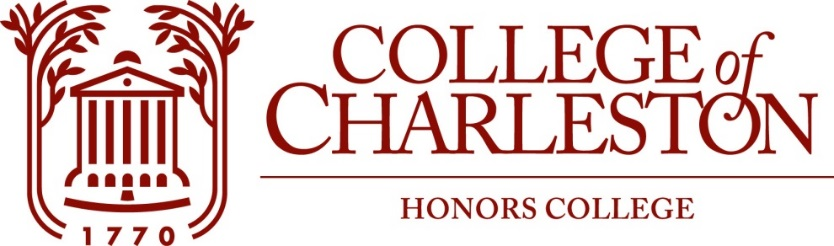 COLLEGE of
CHARLESTON
HONORS COLLEGE
1770